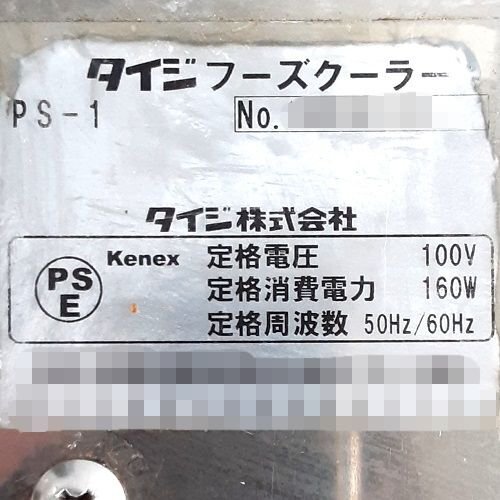 タイジフーズクーラー
PS-1 No.
タイジ株式会社
PSE Kenex 定格電圧 100V
定格消費電力 160W
定格周波数 50Hz/60Hz